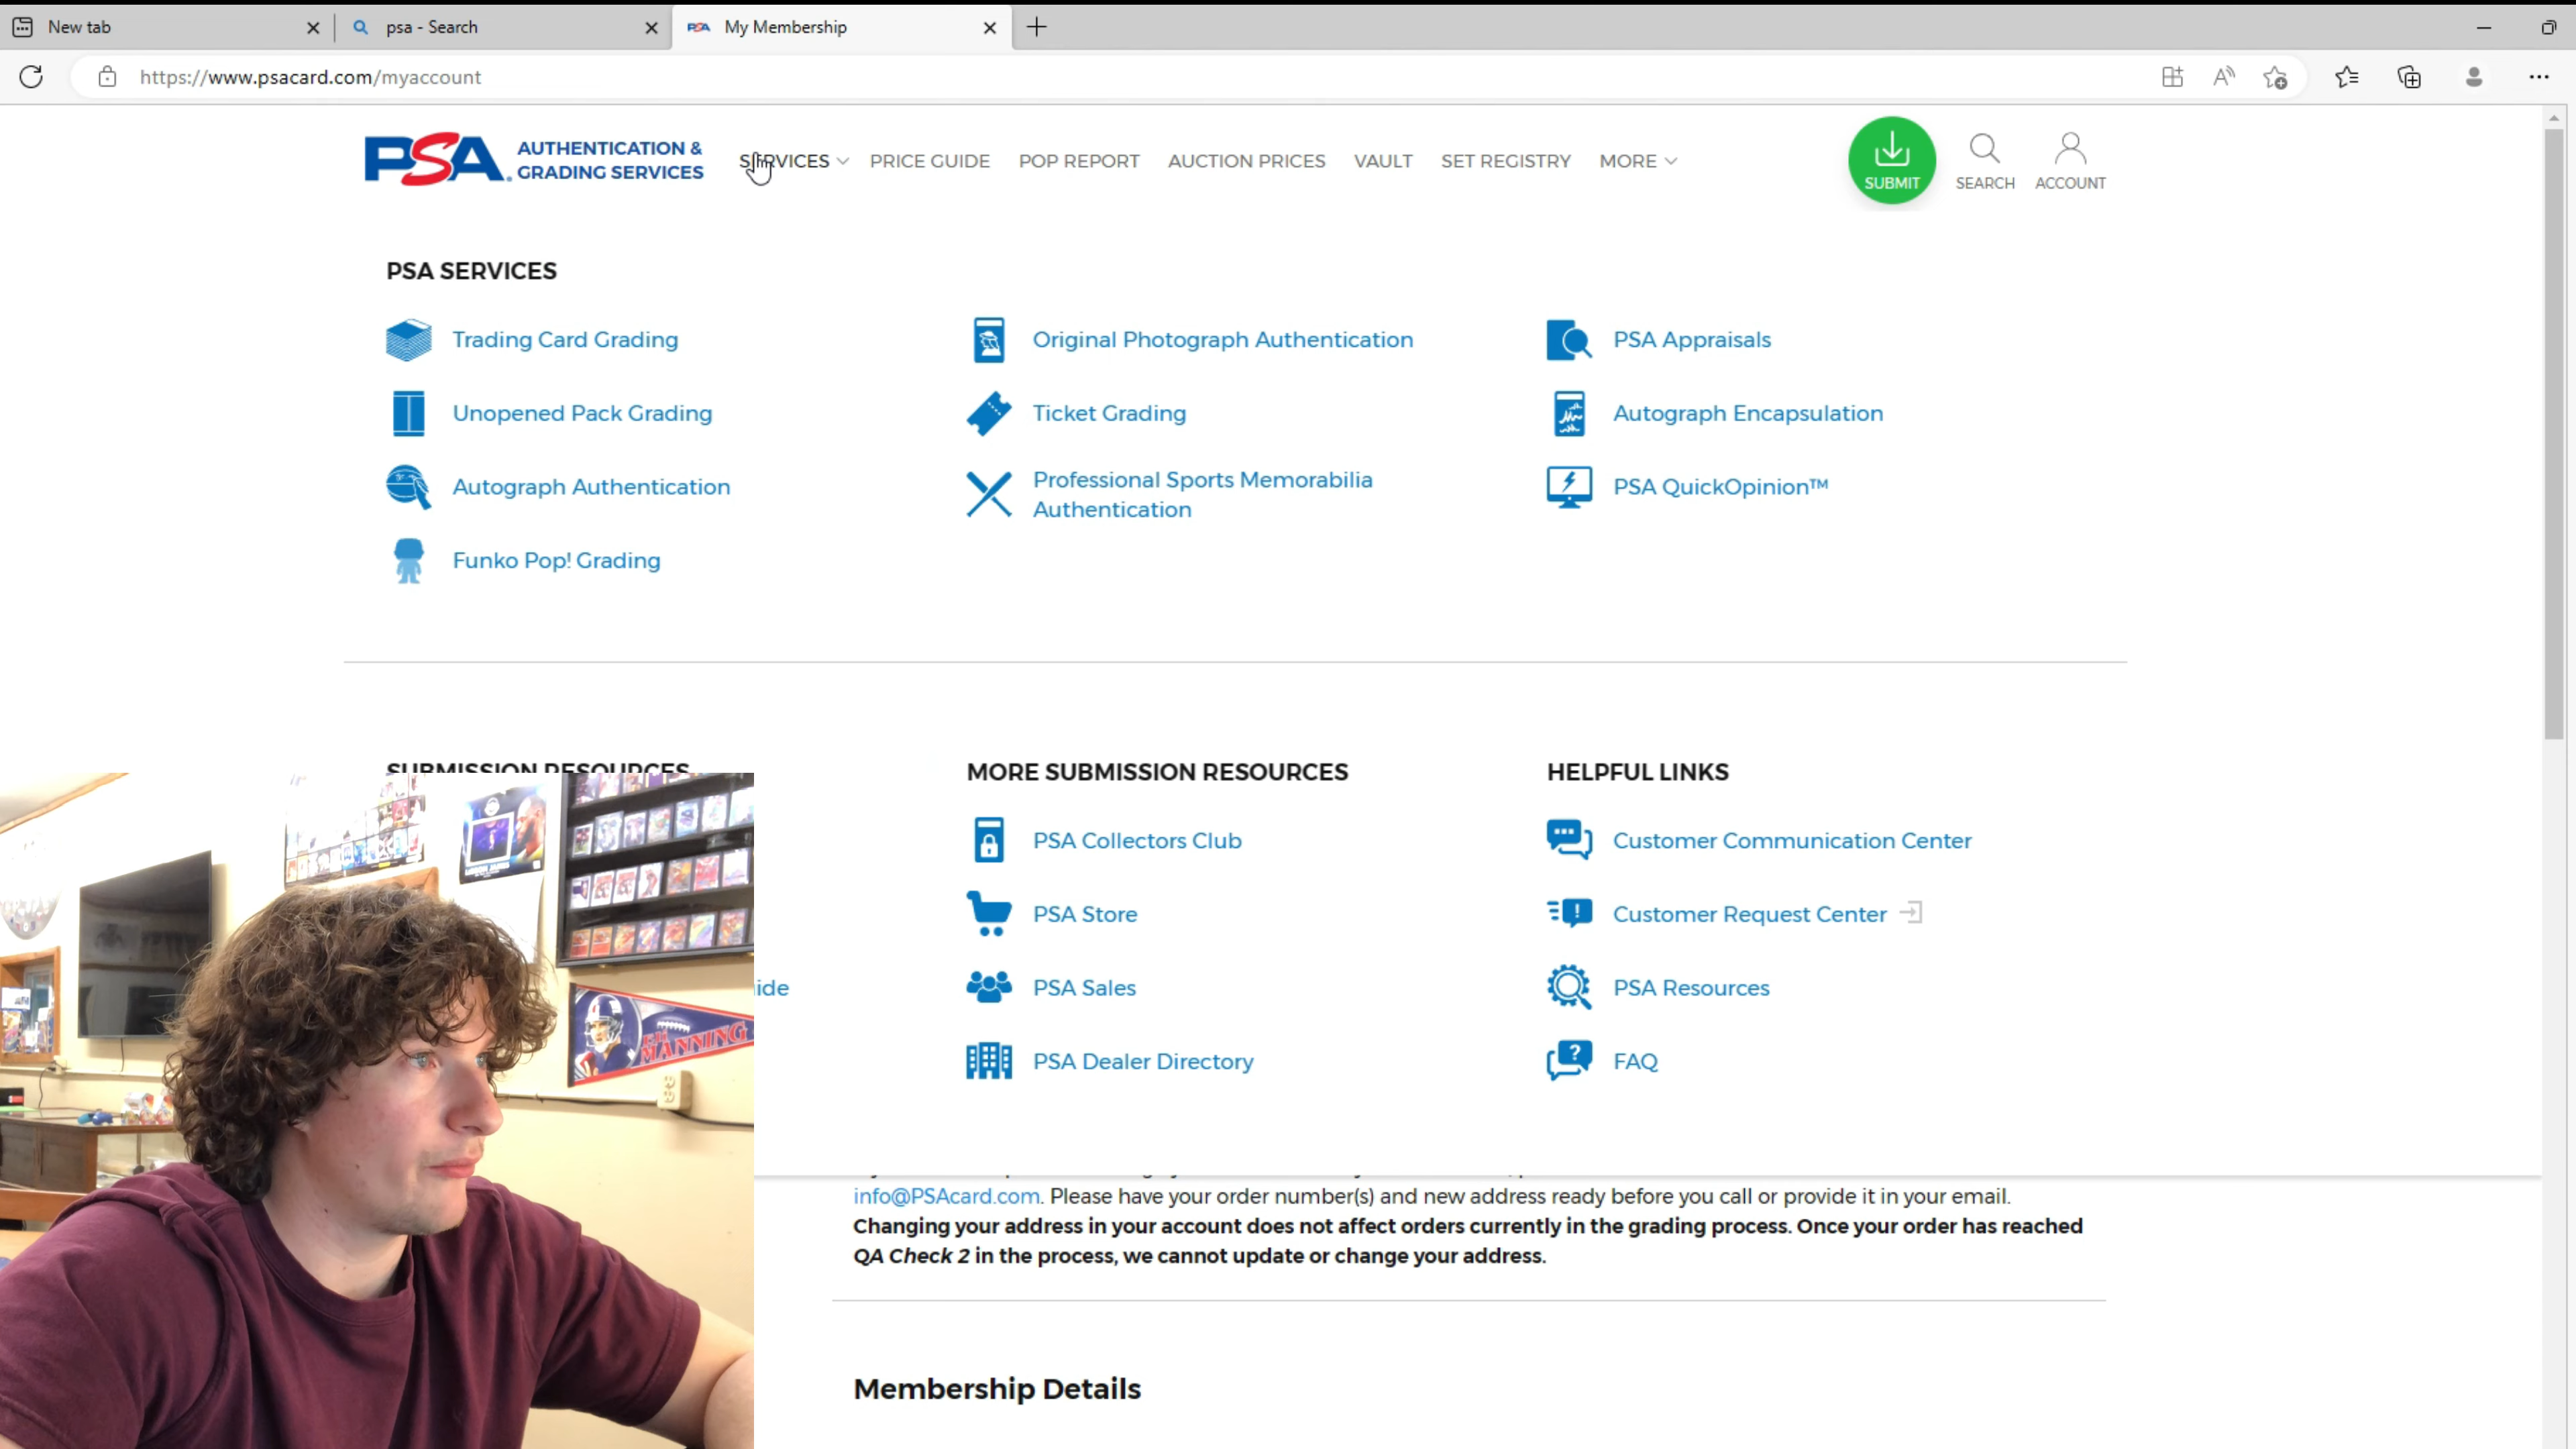 New tab
psa - Search
My Membership
https://www.psacard.com/myaccount
PSA AUTHENTICATION &
GRADING SERVICES
SERVICES PRICE GUIDE POP REPORT AUCTION PRICES VAULT SET REGISTRY MORE
SUBMIT SEARCH ACCOUNT
PSA SERVICES
Trading Card Grading
Original Photograph Authentication
PSA Appraisals
Unopened Pack Grading
Ticket Grading
Autograph Encapsulation
Autograph Authentication
Professional Sports Memorabilia
Authentication
PSA QuickOpinion™
Funko Pop! Grading
SUBMISSION RESOURCES
MORE SUBMISSION RESOURCES
HELPFUL LINKS
PSA Collectors Club
Customer Communication Center
PSA Store
Customer Request Center
ide
PSA Sales
PSA Resources
PSA Dealer Directory
FAQ
MANNING
info@PSAcard.com. Please have your order number(s) and new address ready before you call or provide it in your email.
Changing your address in your account does not affect orders currently in the grading process. Once your order has reached
QA Check 2 in the process, we cannot update or change your address.
Membership Details